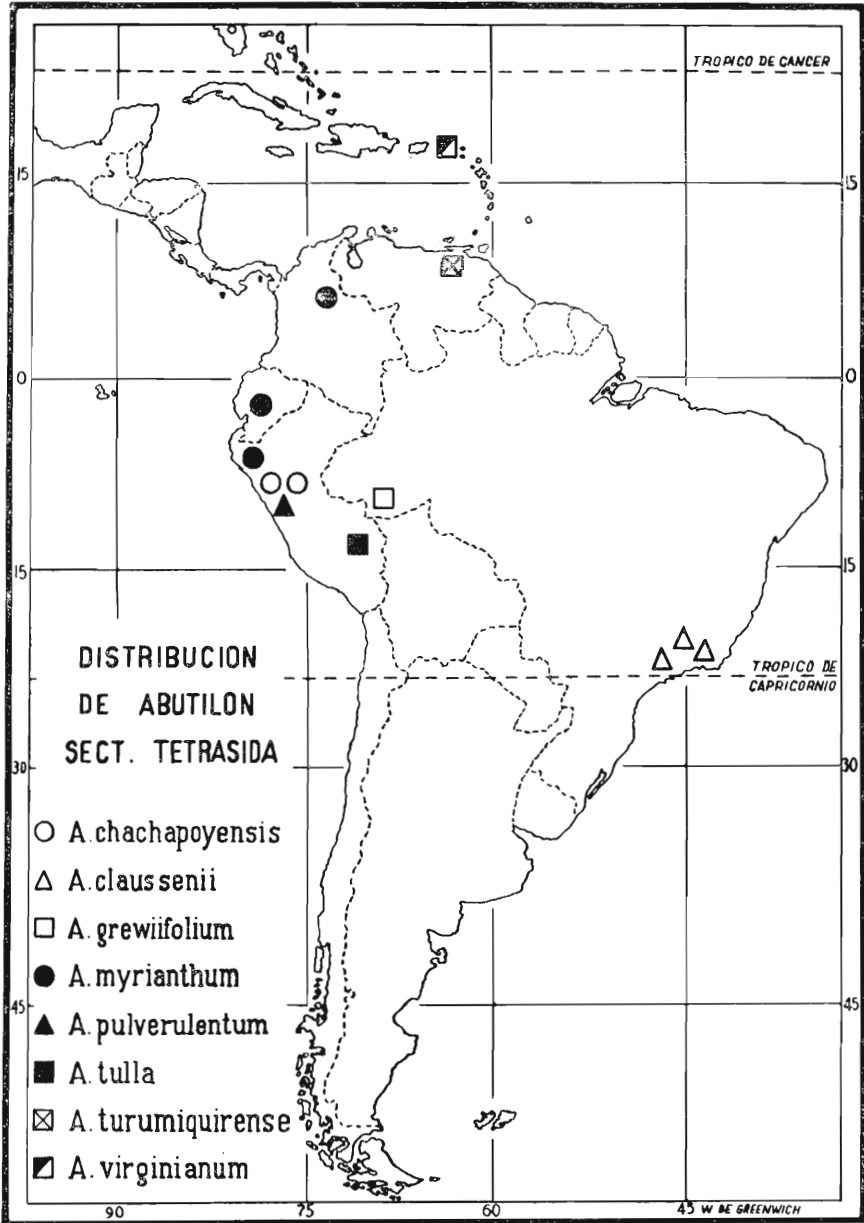 TROPICO DE CANCER
15
15
0
0
15
15
TROPICO DE
CAPRICORNIO
DISTRIBUCION
DE ABUTILON
SECT. TETRASIDA
30
30
A. chachapoyensis
A. claussenii
A. grewiifolium
A. myrianthum
A. pulverulentum
A. tulla
A. turumiquirense
A. virginianum
45
45
90
75
60
45 W DE GREENWICH